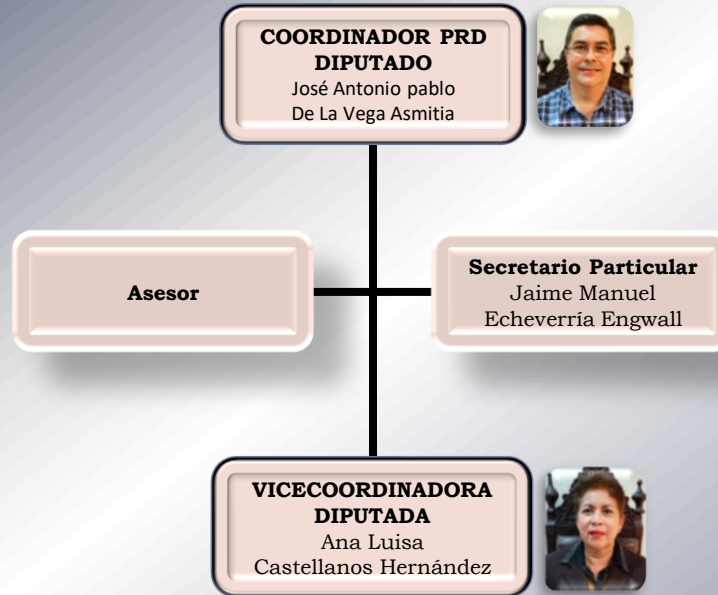 COORDINADOR PRD
DIPUTADO
José Antonio pablo
De La Vega Asmitia
Asesor
Secretario Particular
Jaime Manuel
Echeverría Engwall
VICECOORDINADORA
DIPUTADA
Ana Luisa
Castellanos Hernández